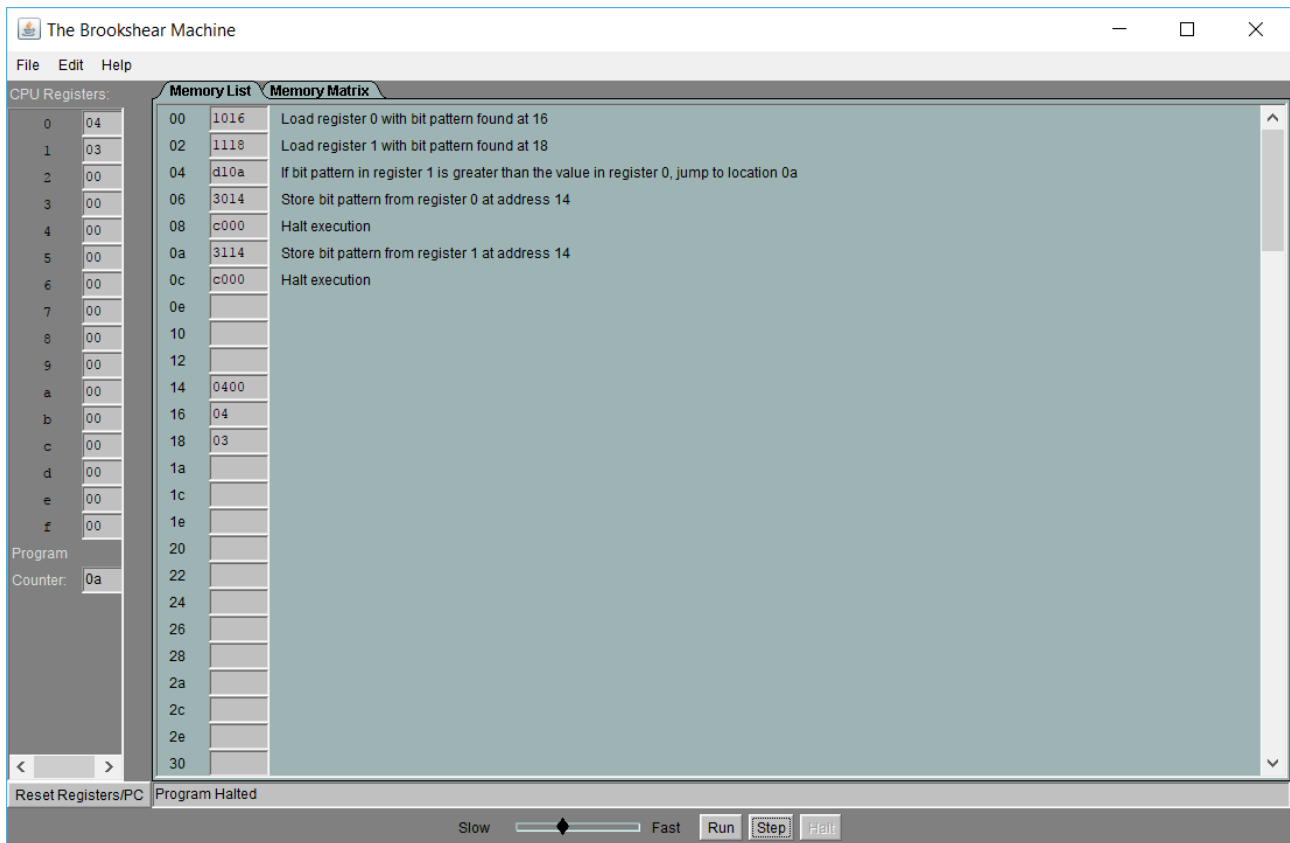 The Brookshear Machine
File Edit Help
CPU Registers:
Memory List Memory Matrix
0 04
1 03
2 00
3 00
4 00
5 00
6 00
7 00
8 00
9 00
a 00
b 00
c 00
d 00
e 00
f 00
Program
Counter: 0a
00 1016 Load register 0 with bit pattern found at 16
02 1118 Load register 1 with bit pattern found at 18
04 d10a If bit pattern in register 1 is greater than the value in register 0, jump to location 0a
06 3014 Store bit pattern from register 0 at address 14
08 c000 Halt execution
0a 3114 Store bit pattern from register 1 at address 14
0c c000 Halt execution
0e
10
12
14 0400
16 04
18 03
1a
1c
1e
20
22
24
26
28
2a
2c
2e
30
Reset Registers/PC Program Halted
Slow Fast Run Step Halt